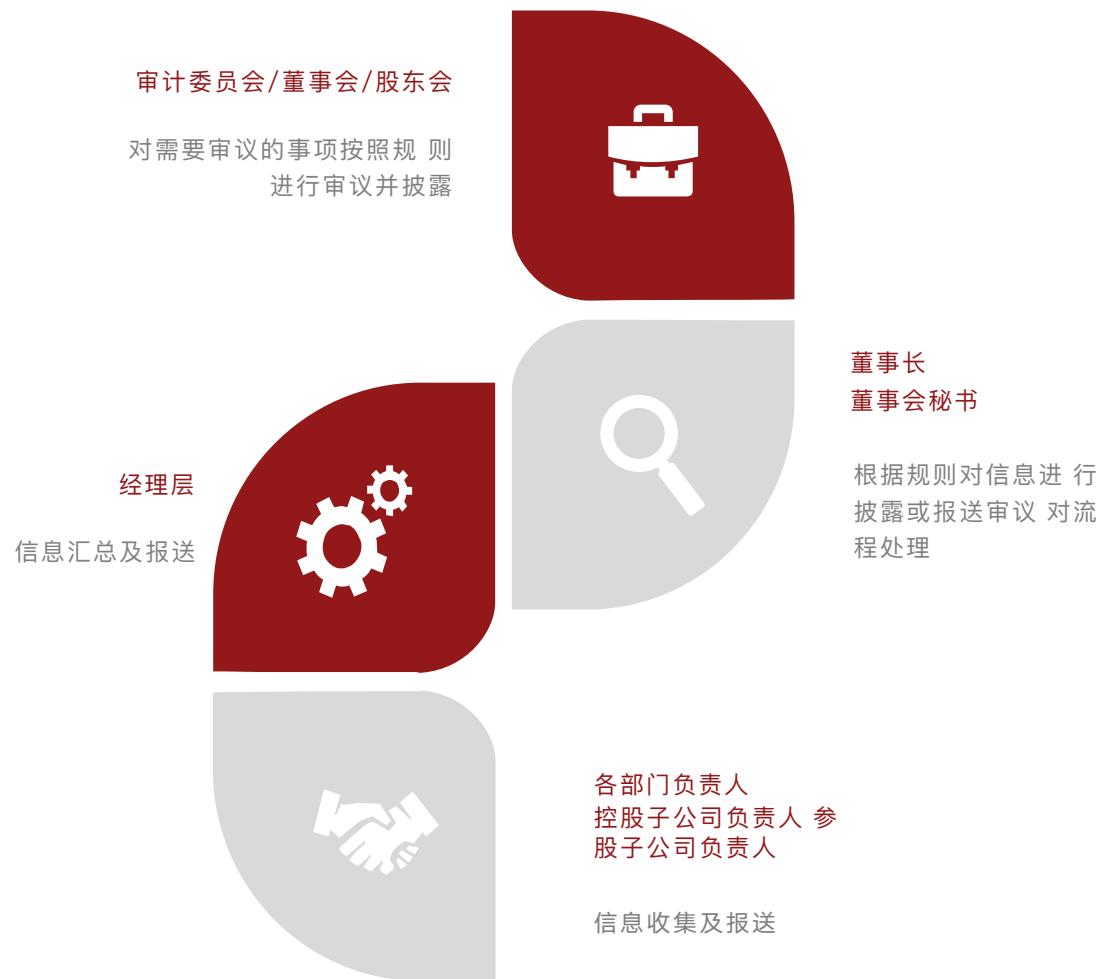 审计委员会/董事会/股东会
对需要审议的事项按照规 则
进行审议并披露
董事长
董事会秘书
根据规则对信息进 行
披露或报送审议 对流
程处理
经理层
信息汇总及报送
各部门负责人
控股子公司负责人 参
股子公司负责人
信息收集及报送